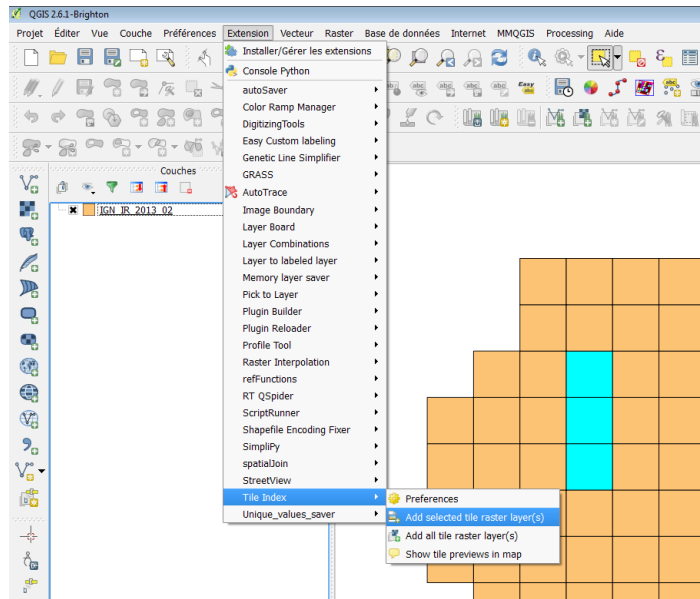 QGIS 2.6.1-Brighton
Projet Éditer Vue Couche Préférences Extension Vecteur Raster Base de données Internet MMQGIS Processing Aide
Installer/Gérer les extensions
Console Python
autoSaver
Color Ramp Manager
DigitizingTools
Easy Custom labeling
Genetic Line Simplifier
GRASS
AutoTrace
Image Boundary
Layer Board
Layer Combinations
Layer to labeled layer
Memory layer saver
Pick to Layer
Plugin Builder
Plugin Reloader
Profile Tool
Raster Interpolation
refFunctions
RT QSpider
ScriptRunner
Shapefile Encoding Fixer
SimpliPy
spatialJoin
StreetView
Tile Index
Unique_values_saver
Preferences
Add selected tile raster layer(s)
Add all tile raster layer(s)
Show tile previews in map
Couches
IGN_IR_2013_02
abc abc abc Easy